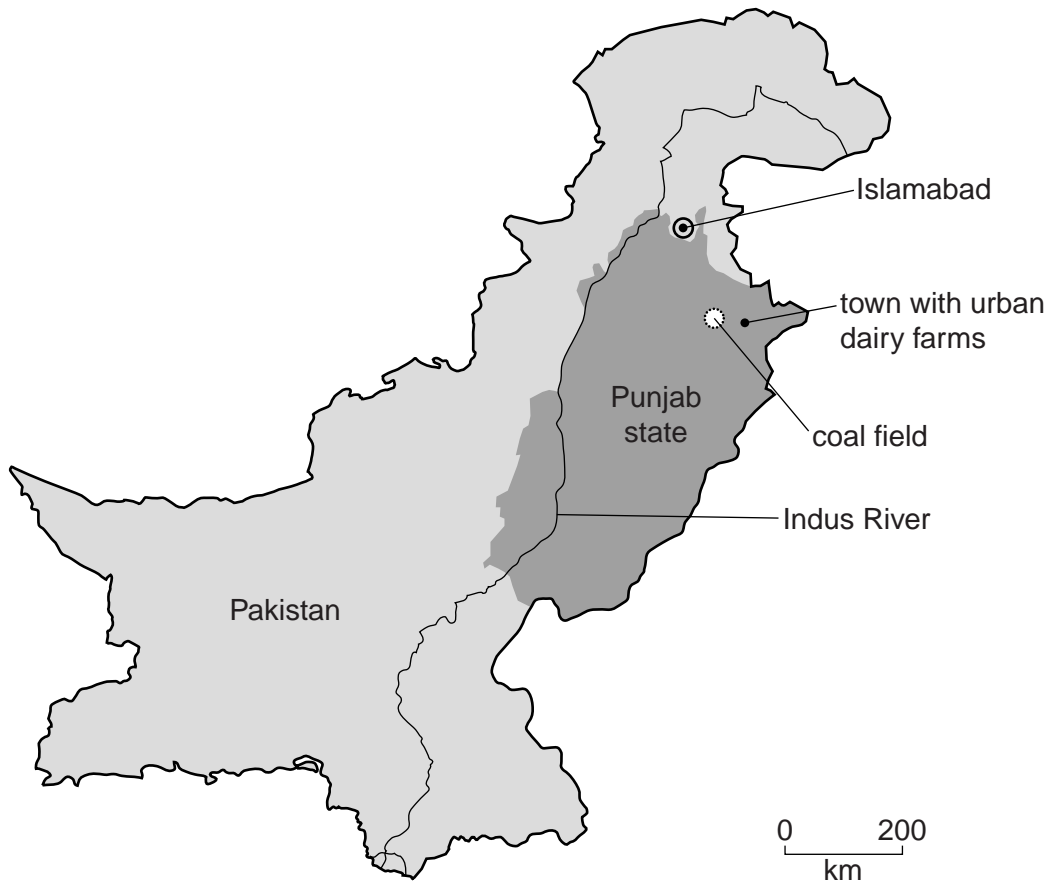 Islamabad
town with urban
dairy farms
Punjab
state
coal field
Indus River
Pakistan
0 200
km